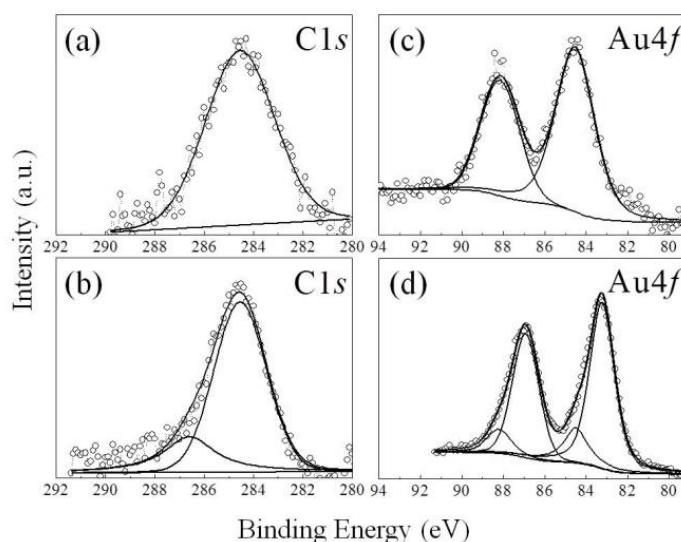 (a) C1s
(c) Au4f
292 290 288 286 284 282 280
94 92 90 88 86 84 82 80
(b) C1s
(d) Au4f
292 290 288 286 284 282 280
94 92 90 88 86 84 82 80
Intensity (a.u.)
Binding Energy (eV)